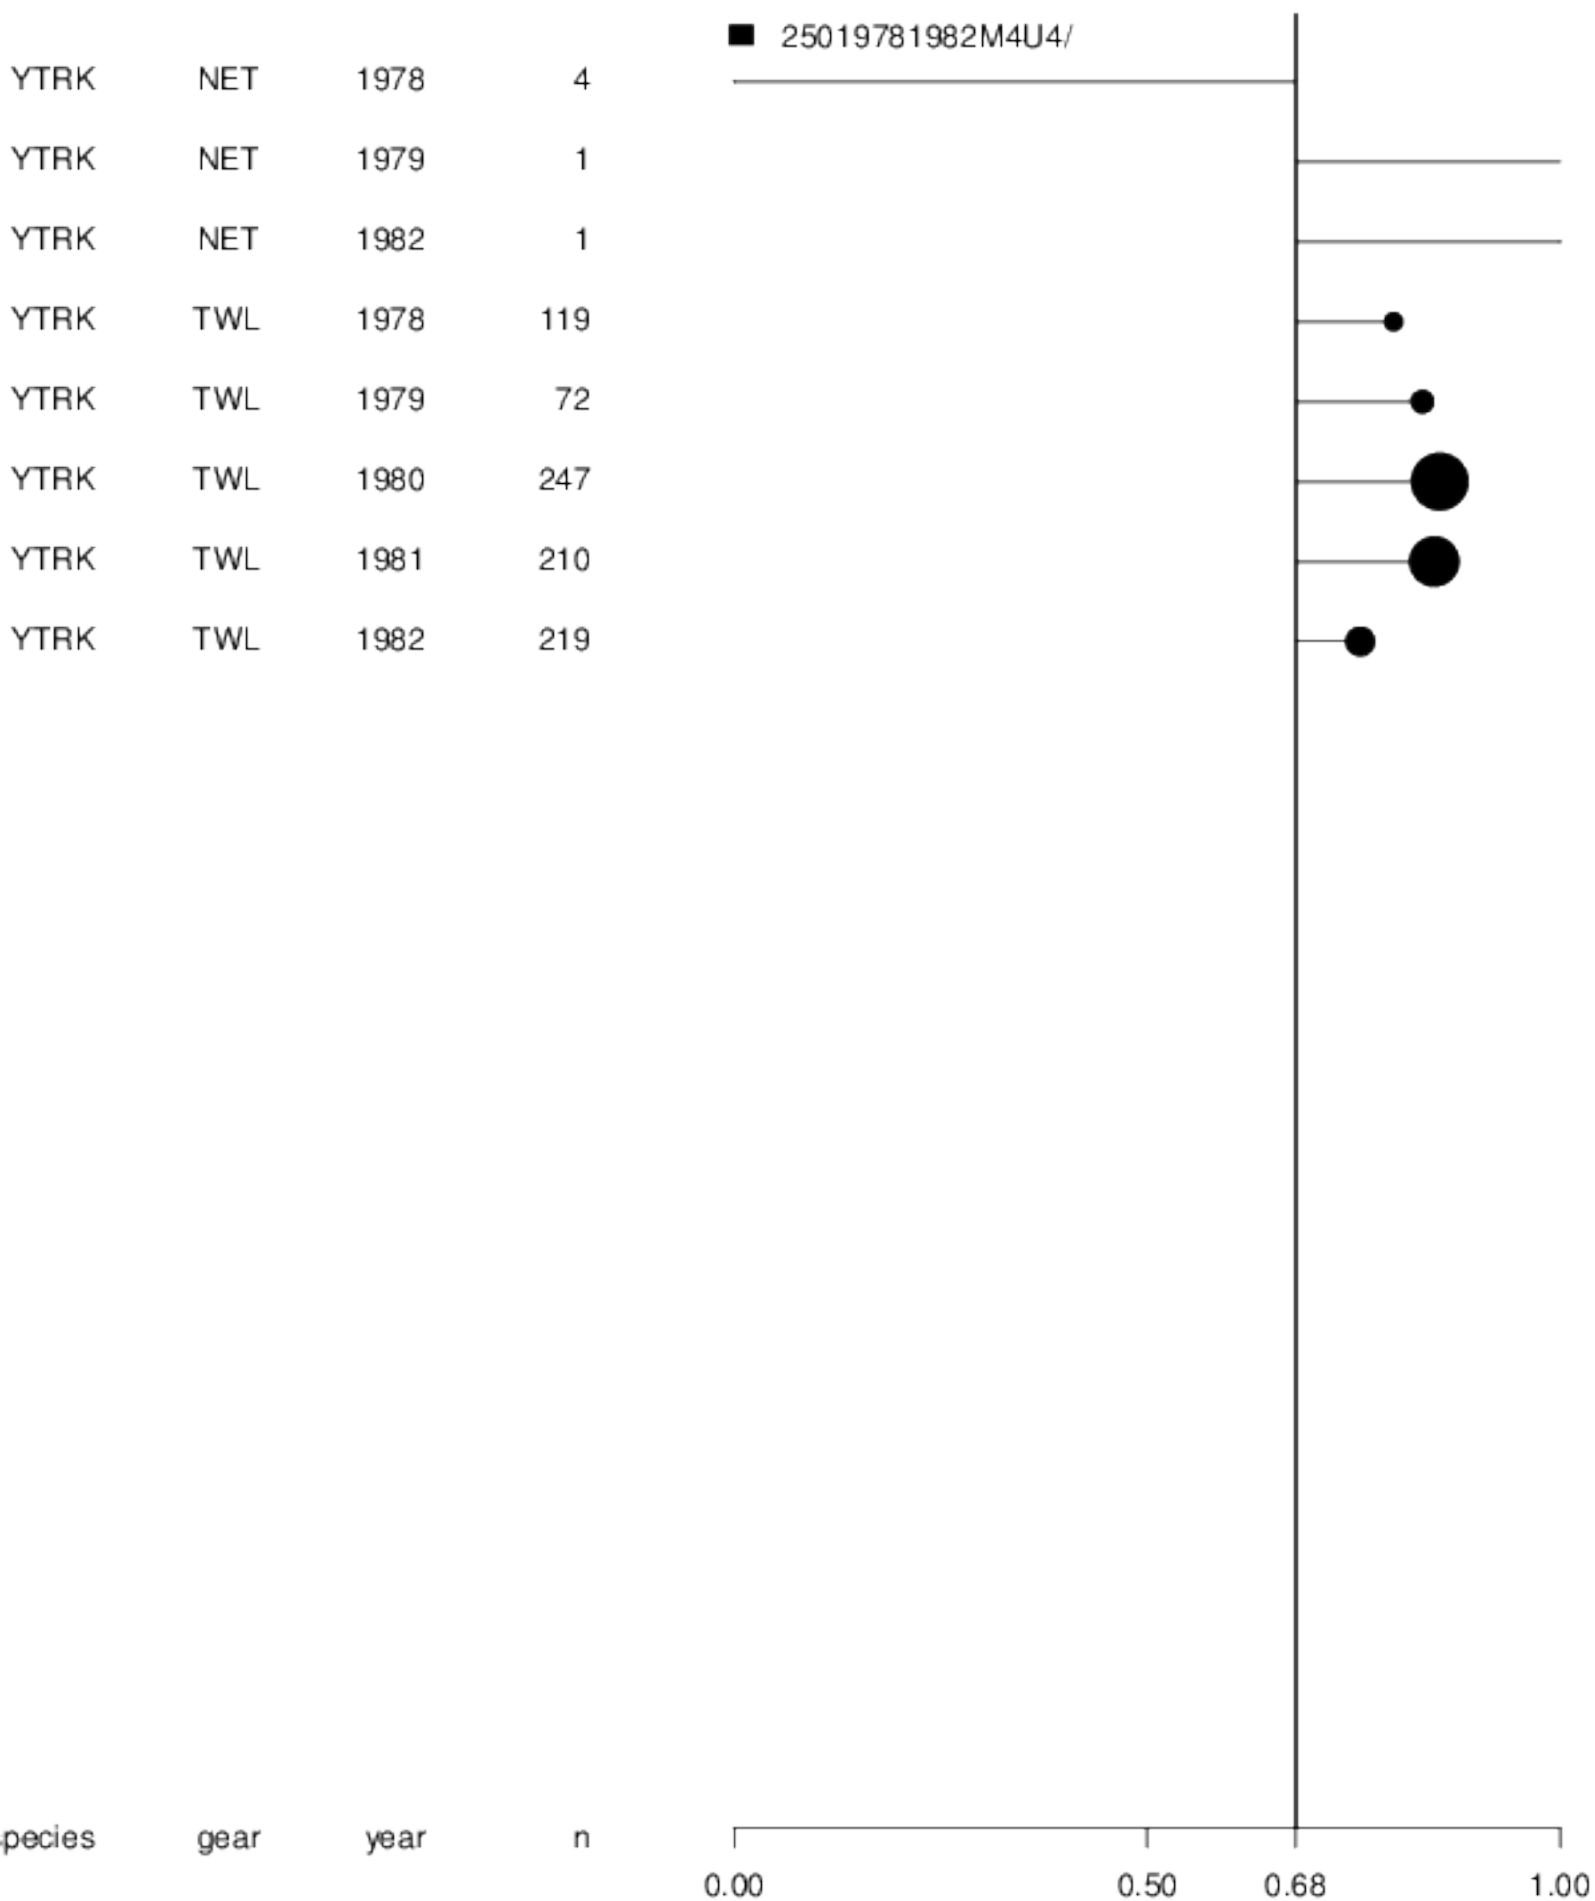 25019781982M4U4/
YTRK NET 1978 4
YTRK NET 1979 1
YTRK NET 1982 1
YTRK TWL 1978 119
YTRK TWL 1979 72
YTRK TWL 1980 247
YTRK TWL 1981 210
YTRK TWL 1982 219
pecies gear year n
0.00 0.50 0.68 1.00